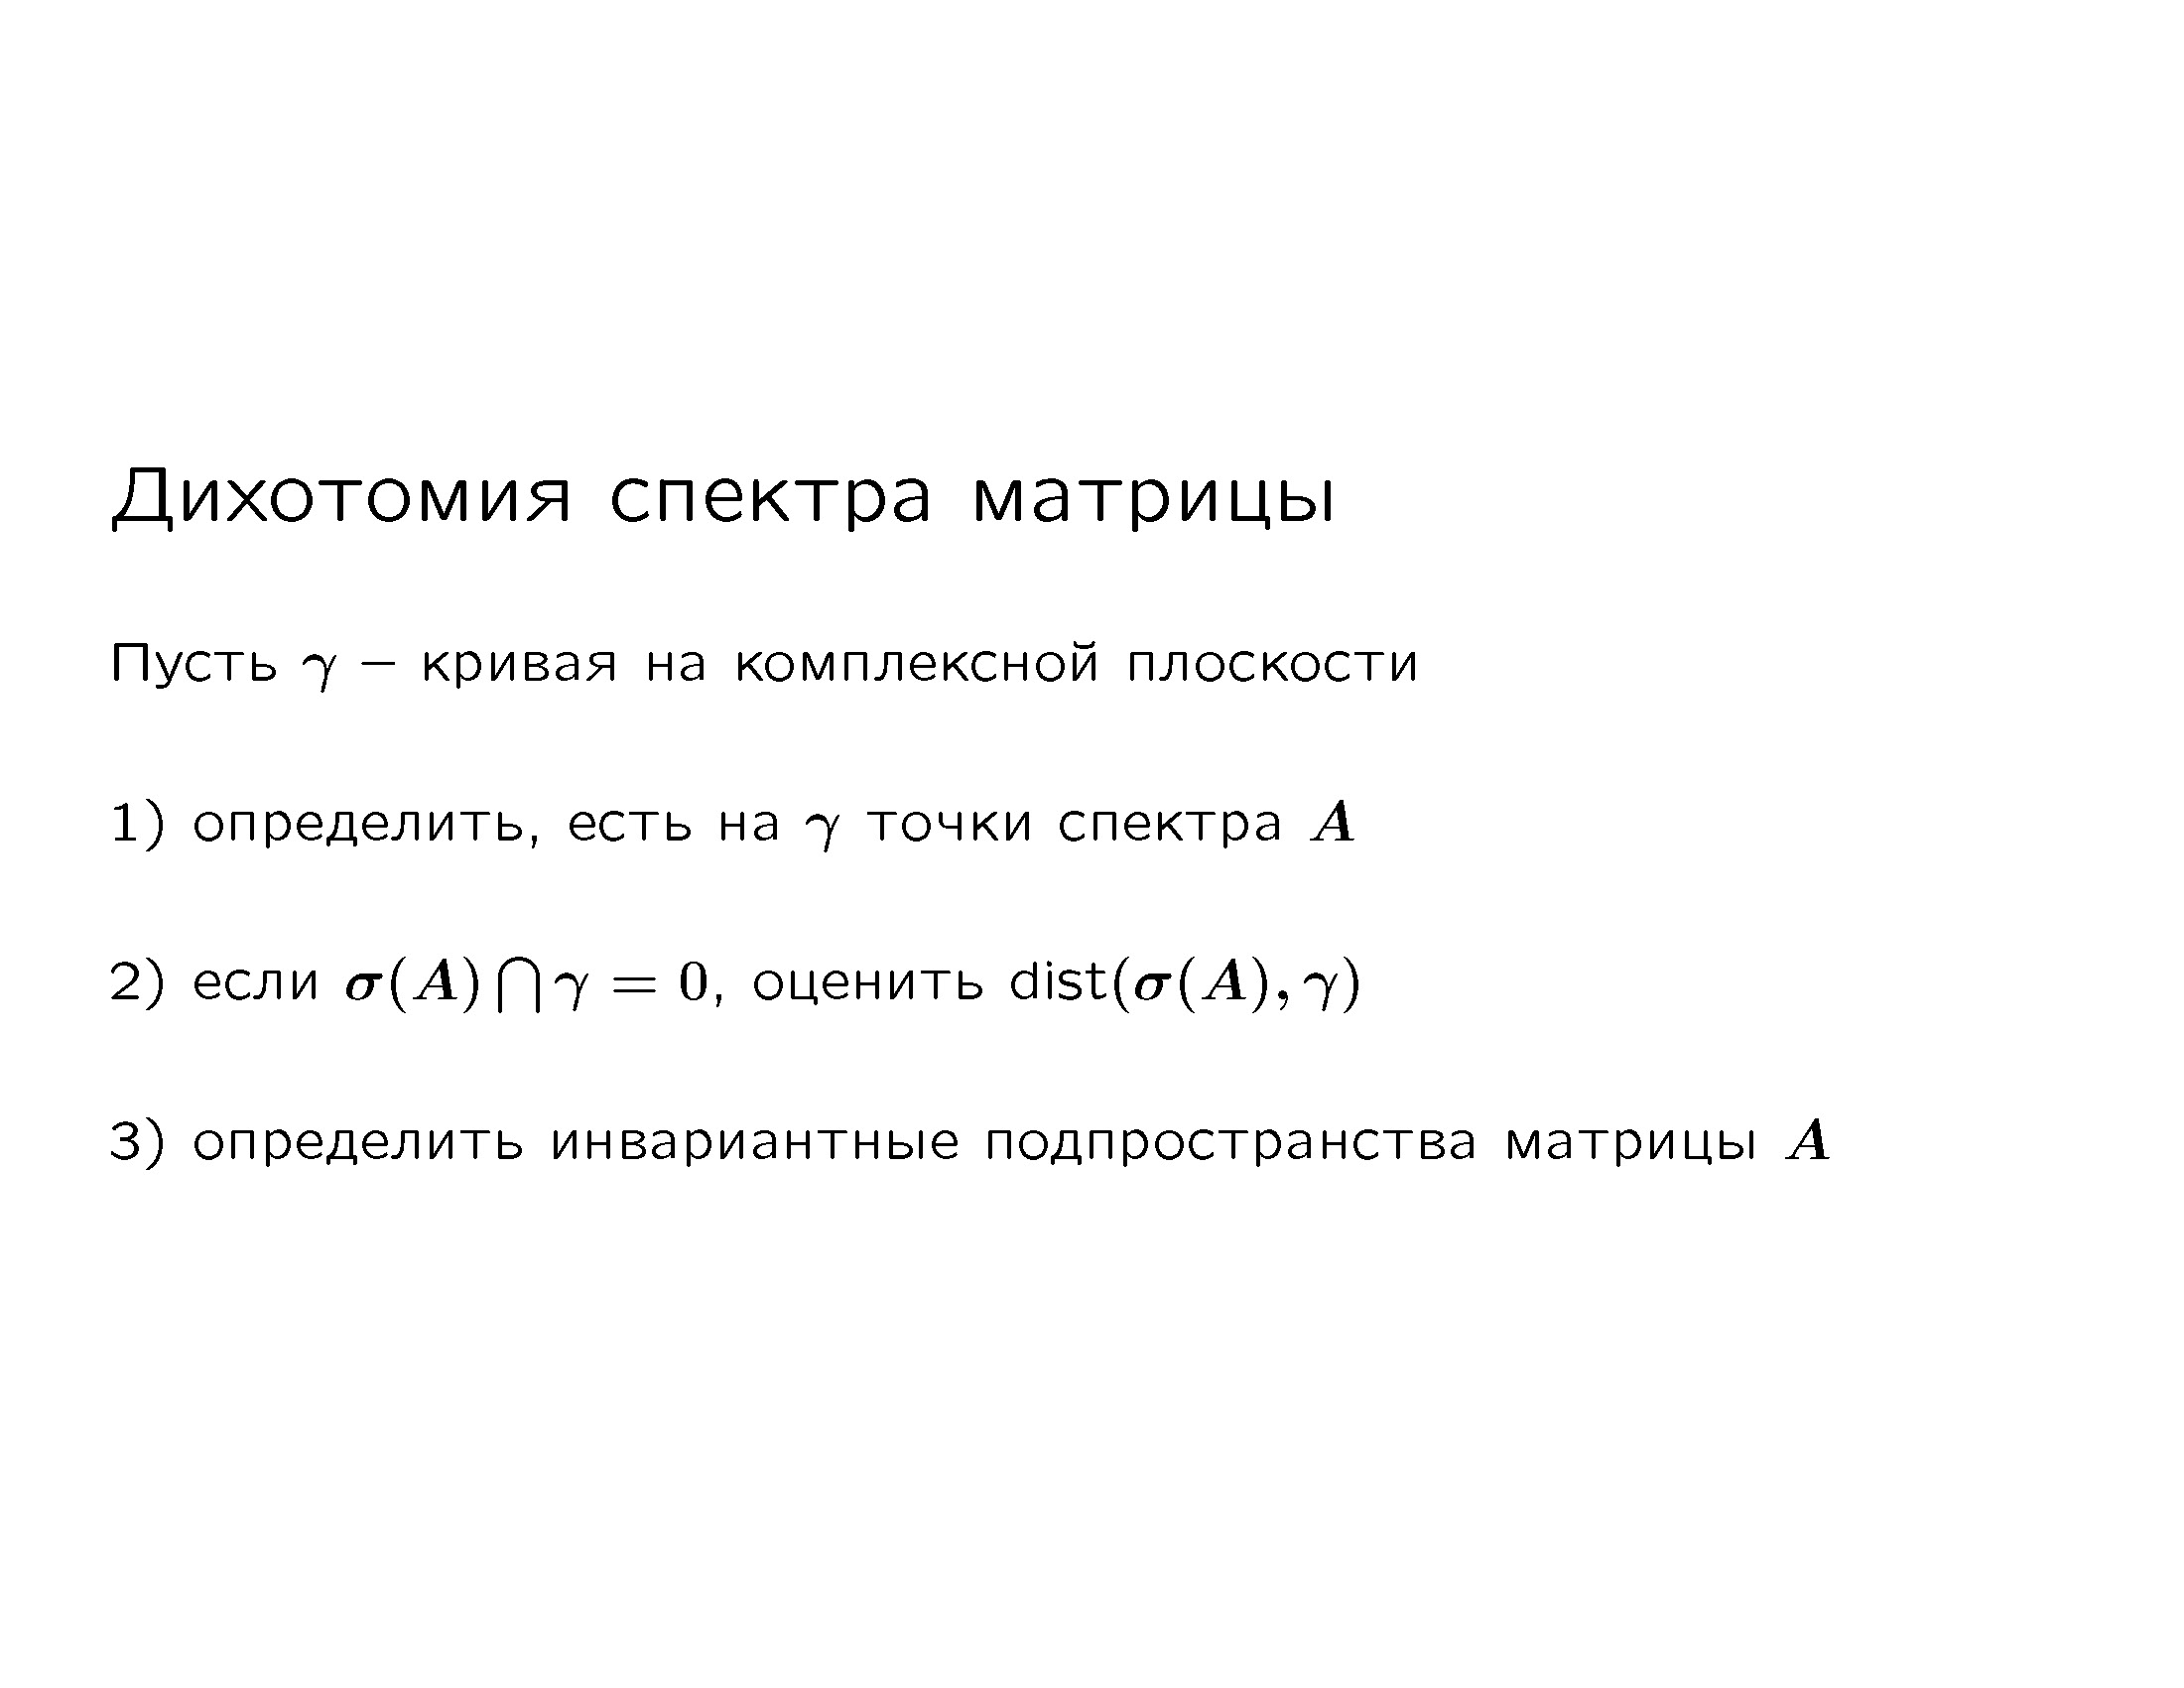 Дихотомия спектра матрицы
Пусть γ – кривая на комплексной плоскости
1) определить, есть на γ точки спектра A
2) если σ(A)⋂γ = 0, оценить dist(σ(A), γ)
3) определить инвариантные подпространства матрицы A